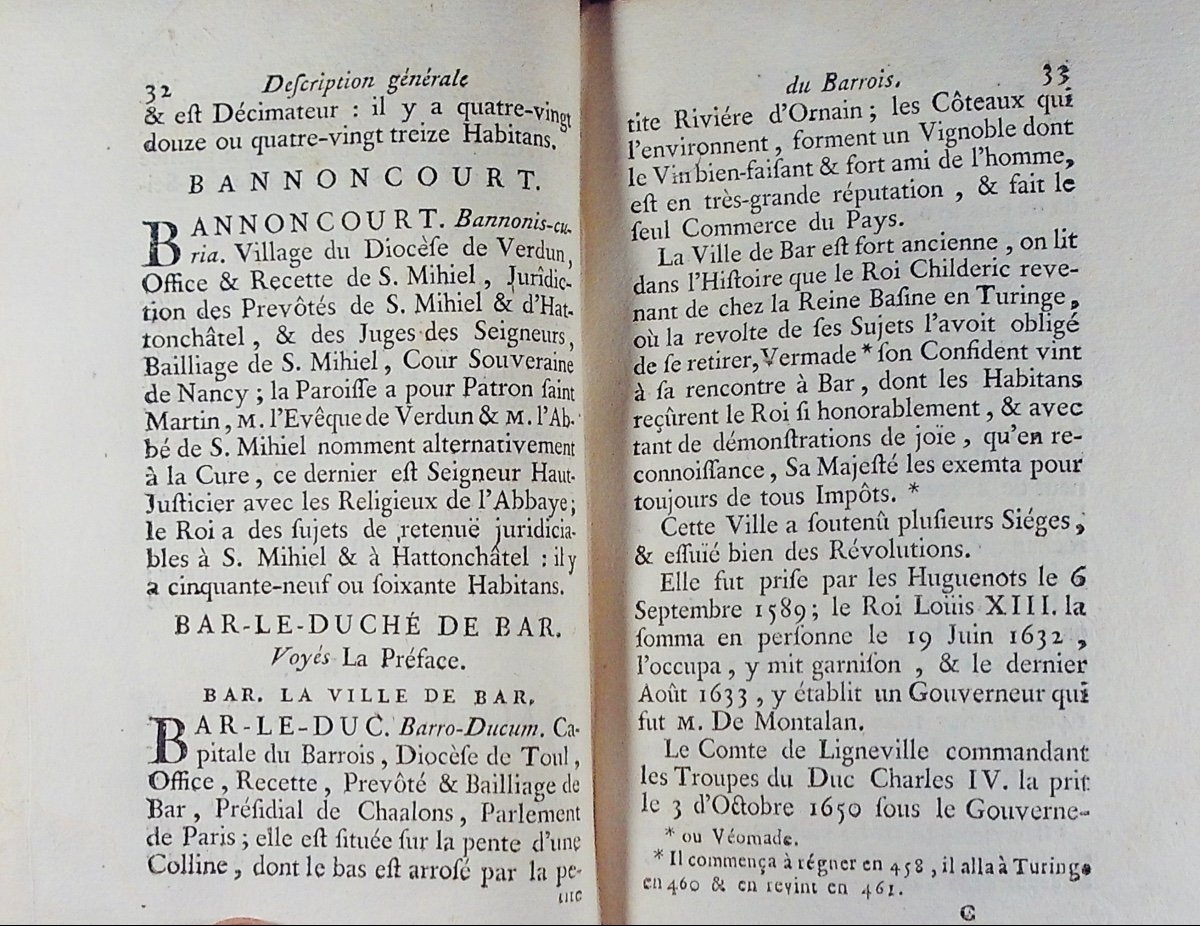 32 Deſcription générale
& eſt Décimateur : il y a quatre-vingt
douze ou quatre-vingt treize Habitans.
BANNONCOURT.
BANNONCOURT. Bannonis-cu-
ria. Village du Diocèſe de Verdun,
Office & Recette de S. Mihiel, Jurîdic-
tion des Prevôtés de S. Mihiel & d'Hat-
tonchâtel, & des Juges des Seigneurs,
Bailliage de S. Mihiel, Cour Souveraine
de Nancy ; la Paroiſſe a pour Patron ſaint
Martin, M. l'Evêque de Verdun & M. l'Ab-
bé de S. Mihiel nomment alternativement
à la Cure, ce dernier eſt Seigneur Haut-
Juſticier avec les Religieux de l'Abbaye;
le Roi a des ſujets de retenuë juridicia-
bles à S. Mihiel & à Hattonchâtel : il y
a cinquante-neuf ou ſoixante Habitans.
BAR-LE-DUCHÉ DE BAR.
Voyés La Préface.
BAR. LA VILLE DE BAR.
BAR-LE-DUC. Barro-Ducum. Ca-
pitale du Barrois, Diocèſe de Toul,
Office, Recette, Prevôté & Bailliage de
Bar, Préſidial de Chaalons, Parlement
de Paris ; elle eſt ſituée ſur la pente d'une
Colline, dont le bas eſt arroſé par la pe-
tite
du Barrois. 33
tite Riviére d'Ornain ; les Côteaux qui
l'environnent, forment un Vignoble dont
le Vin bien-faiſant & fort ami de l'homme,
eſt en très-grande réputation, & fait le
ſeul Commerce du Pays.
La Ville de Bar eſt fort ancienne, on lit
dans l'Hiſtoire que le Roi Childeric reve-
nant de chez la Reine Baſine en Turinge,
où la revolte de ſes Sujets l'avoit obligé
de ſe retirer, Vermade * ſon Confident vint
à ſa rencontre à Bar, dont les Habitans
reçûrent le Roi ſi honorablement, & avec
tant de démonſtrations de joïe, qu'en re-
connoiſſance, Sa Majeſté les exemta pour
toujours de tous Impôts. *
Cette Ville a ſoutenû pluſieurs Siéges,
& eſſuïé bien des Révolutions.
Elle fut priſe par les Huguenots le 6
Septembre 1589; le Roi Loüis XIII. la
ſomma en perſonne le 19 Juin 1632,
l'occupa, y mit garniſon, & le dernier
Août 1633, y établit un Gouverneur qui
fut M. De Montalan.
Le Comte de Ligneville commandant
les Troupes du Duc Charles IV. la prit
le 3 d'Octobre 1650 ſous le Gouverne-
* ou Véomade.
* Il commença à régner en 458, il alla à Turinge
en 460 & en revint en 461.
C